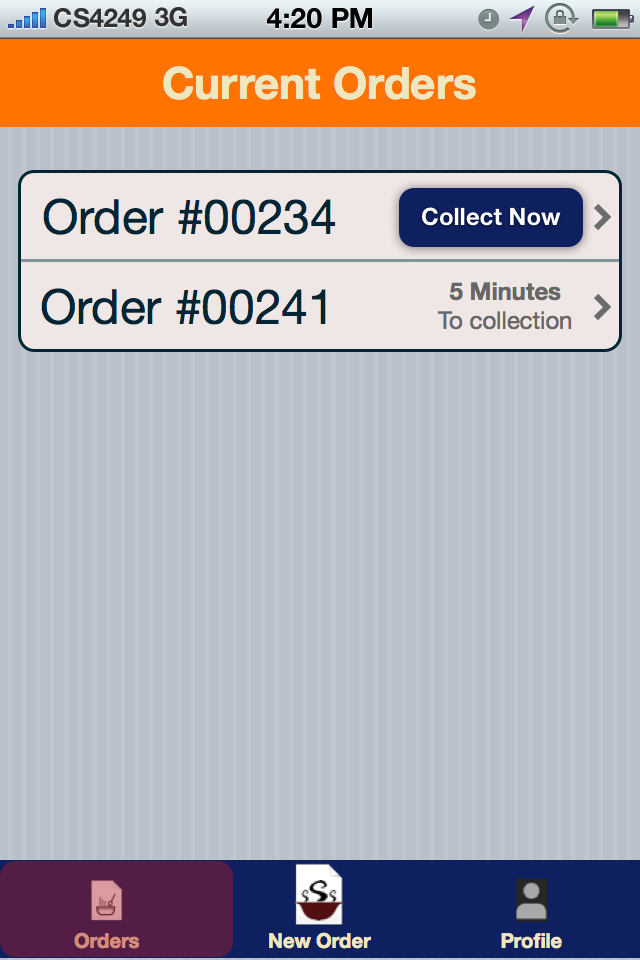 CS4249 3G 4:20 PM
Current Orders
Order #00234 Collect Now
Order #00241 5 Minutes
To collection
Orders New Order Profile